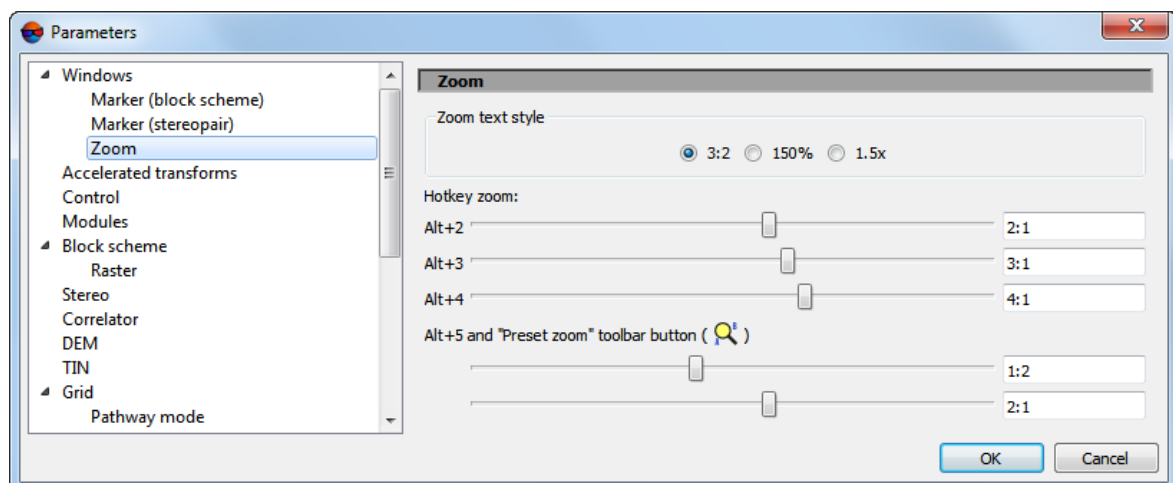 Parameters
Windows
Marker (block scheme)
Marker (stereopair)
Zoom
Accelerated transforms
Control
Modules
Block scheme
Raster
Stereo
Correlator
DEM
TIN
Grid
Pathway mode
Zoom
Zoom text style
3:2 150% 1.5x
Hotkey zoom:
Alt+2 2:1
Alt+3 3:1
Alt+4 4:1
Alt+5 and "Preset zoom" toolbar button ( )
1:2
2:1
OK Cancel